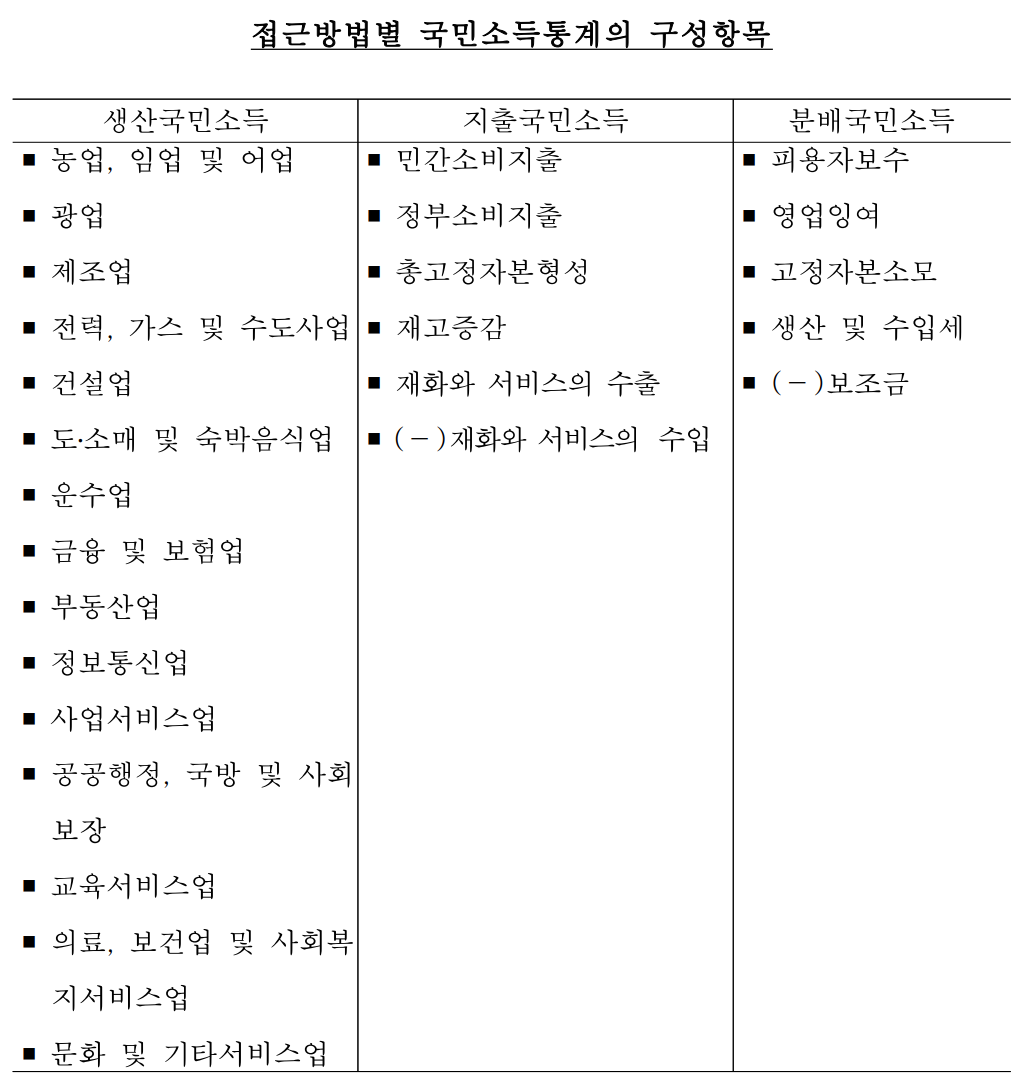 접근방법별 국민소득통계의 구성항목
생산국민소득
지출국민소득
분배국민소득
■ 농업, 임업 및 어업
■ 광업
■ 제조업
■ 전력, 가스 및 수도사업
■ 건설업
■ 도·소매 및 숙박음식업
■ 운수업
■ 금융 및 보험업
■ 부동산업
■ 정보통신업
■ 사업서비스업
■ 공공행정, 국방 및 사회
보장
■ 교육서비스업
■ 의료, 보건업 및 사회복
지서비스업
■ 문화 및 기타서비스업
■ 민간소비지출
■ 정부소비지출
■ 총고정자본형성
■ 재고증감
■ 재화와 서비스의 수출
■ (-)재화와 서비스의 수입
■ 피용자보수
■ 영업잉여
■ 고정자본소모
■ 생산 및 수입세
■ (-)보조금